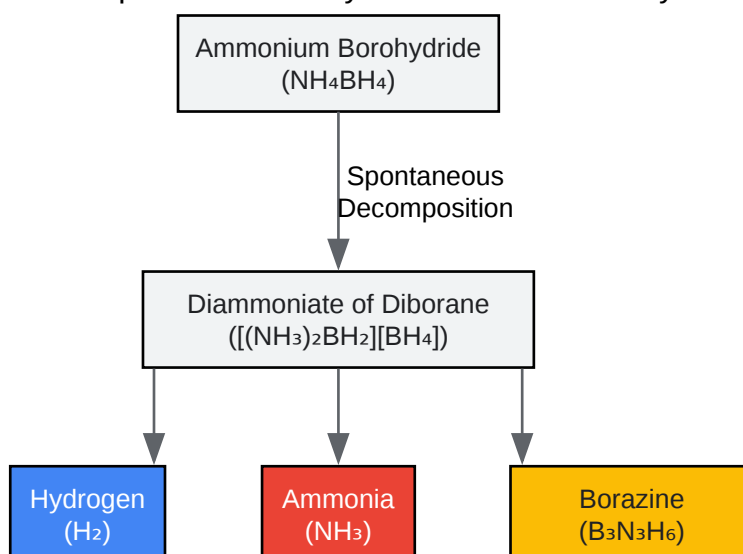 Ammonium Borohydride
(NH₄BH₄)
Spontaneous
Decomposition
Diammoniate of Diborane
([(NH₃)₂BH₂][BH₄])
Hydrogen
(H₂)
Ammonia
(NH₃)
Borazine
(B₃N₃H₆)